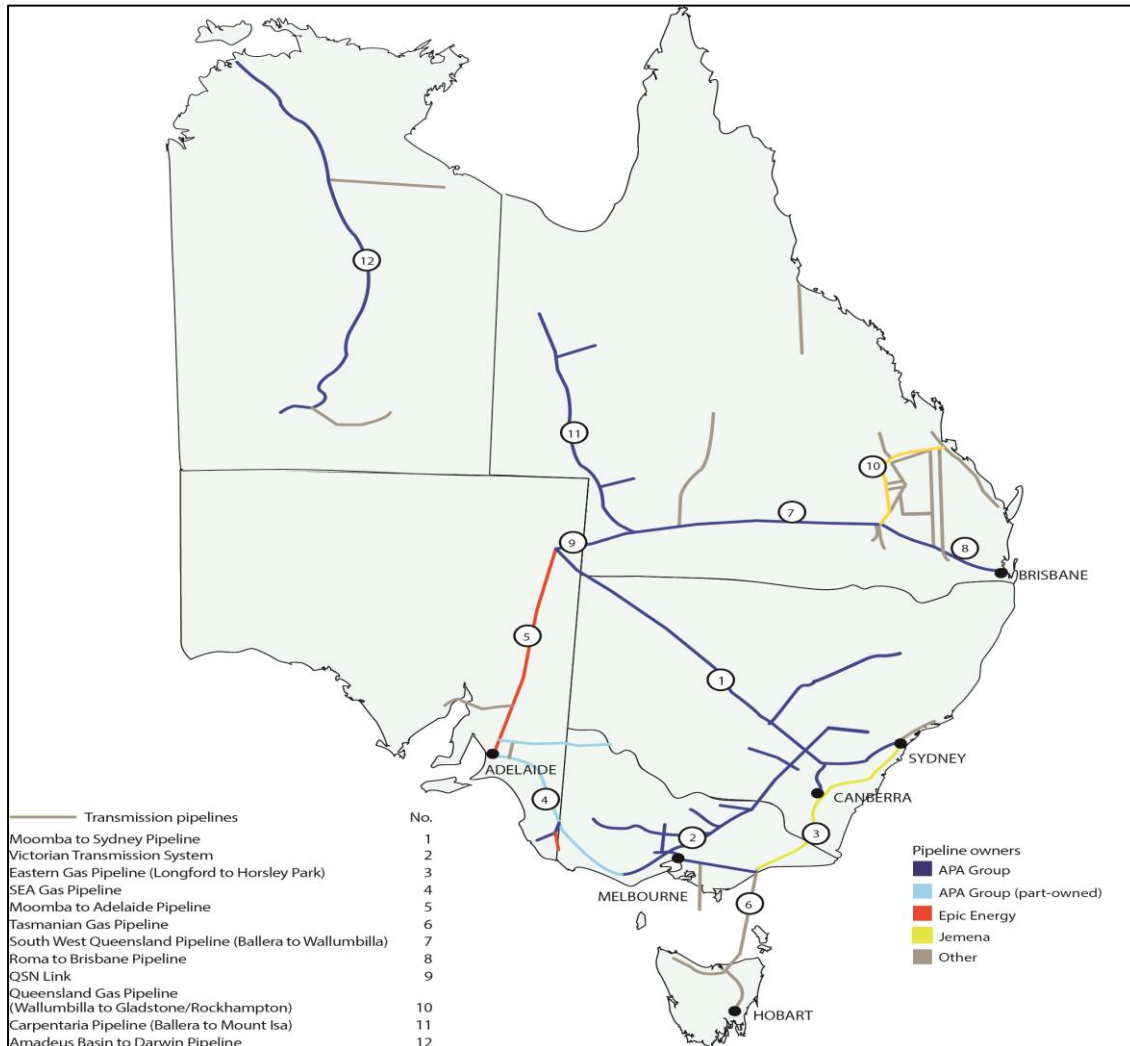 12
11
10
7
9
8
BRISBANE
5
1
SYDNEY
ADELAIDE
CANBERRA
4
2
3
MELBOURNE
6
HOBART
Transmission pipelines No.
Moomba to Sydney Pipeline 1
Victorian Transmission System 2
Eastern Gas Pipeline (Longford to Horsley Park) 3
SEA Gas Pipeline 4
Moomba to Adelaide Pipeline 5
Tasmanian Gas Pipeline 6
South West Queensland Pipeline (Ballera to Wallumbilla) 7
Roma to Brisbane Pipeline 8
QSN Link 9
Queensland Gas Pipeline
(Wallumbilla to Gladstone/Rockhampton) 10
Carpentaria Pipeline (Ballera to Mount Isa) 11
Amadeus Basin to Darwin Pipeline 12
Pipeline owners
APA Group
APA Group (part-owned)
Epic Energy
Jemena
Other